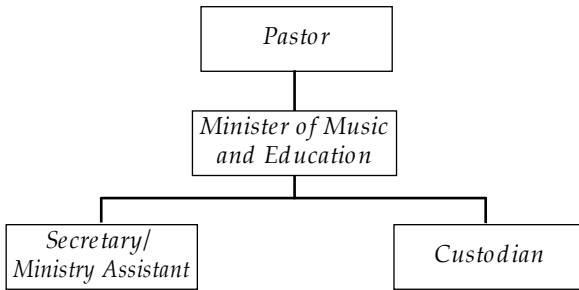 Pastor
Minister of Music
and Education
Secretary/
Ministry Assistant
Custodian